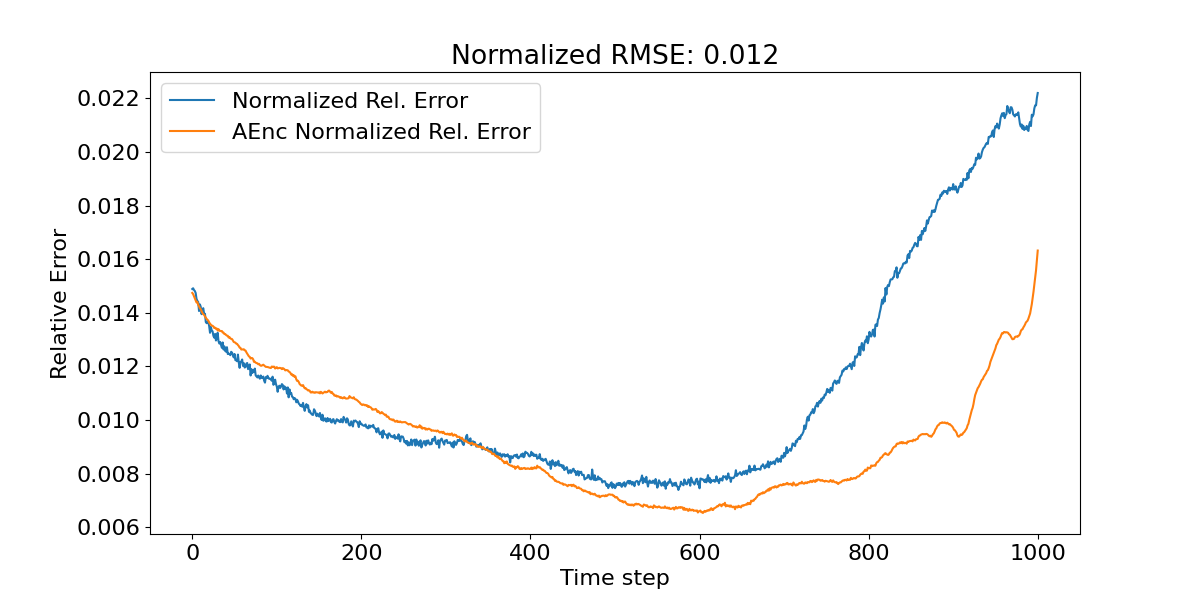 Normalized RMSE: 0.012
Normalized Rel. Error
AEnc Normalized Rel. Error
Relative Error
0.022
0.020
0.018
0.016
0.014
0.012
0.010
0.008
0.006
0 200 400 600 800 1000
Time step